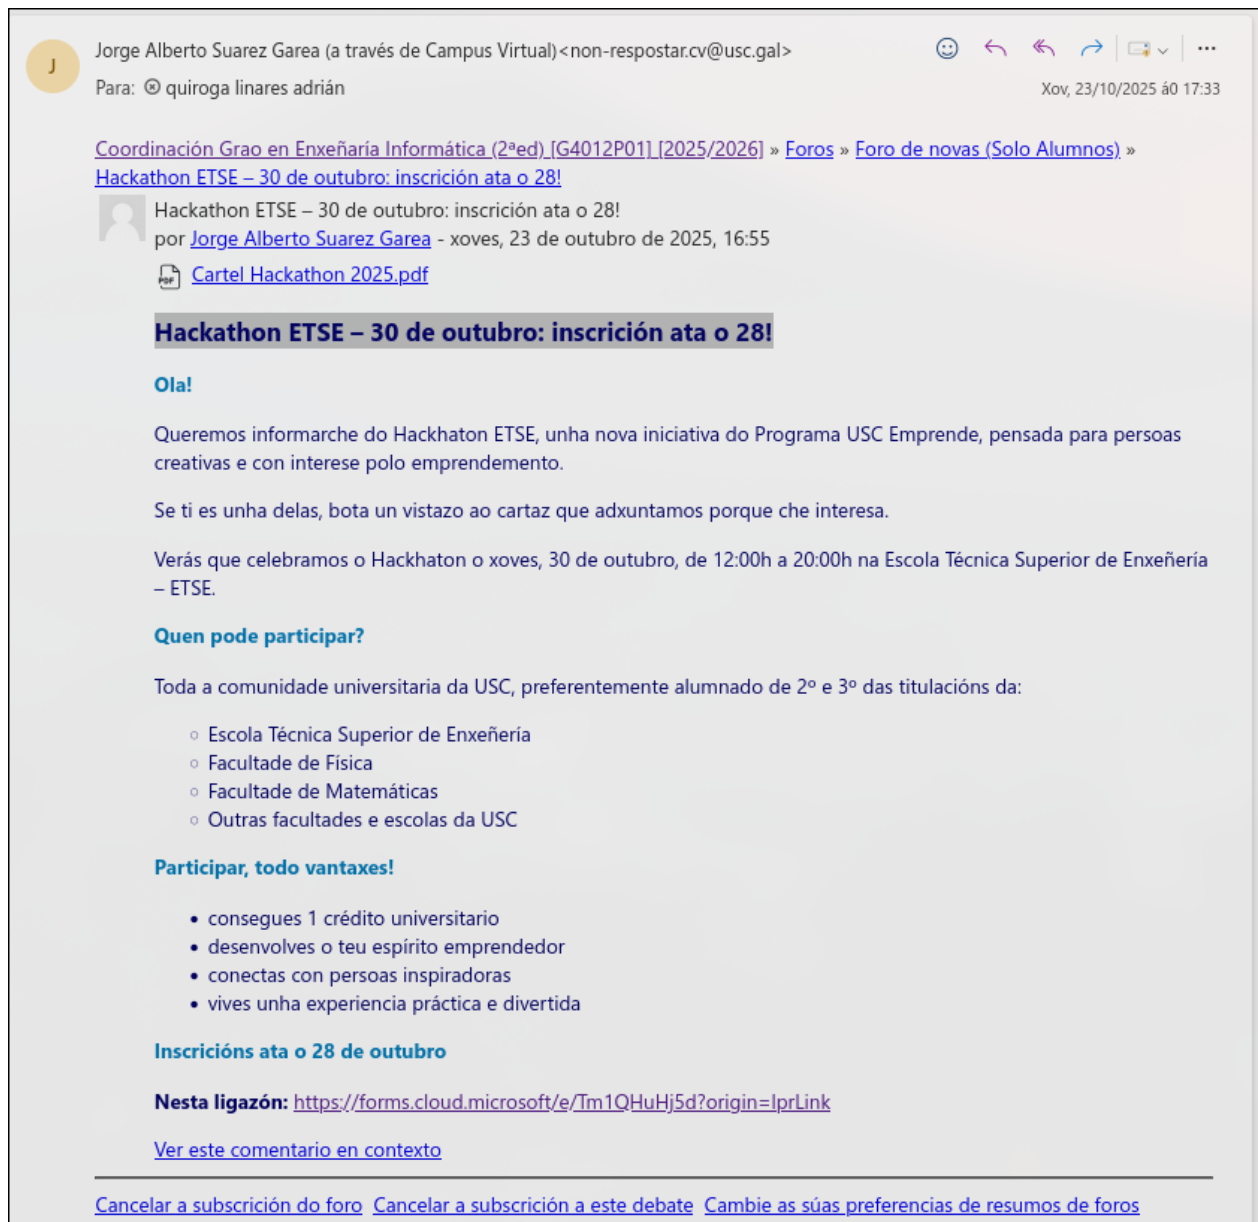 J
Jorge Alberto Suarez Garea (a través de Campus Virtual)<non-respostar.cv@usc.gal>
Para: quiroga linares adrián
Xov, 23/10/2025 á0 17:33
Coordinación Grao en Enxeñaría Informática (2ªed) [G4012P01] [2025/2026] » Foros » Foro de novas (Solo Alumnos) »
Hackathon ETSE – 30 de outubro: inscrición ata o 28!
Hackathon ETSE – 30 de outubro: inscrición ata o 28!
por Jorge Alberto Suarez Garea - xoves, 23 de outubro de 2025, 16:55
PDF Cartel Hackathon 2025.pdf
Hackathon ETSE – 30 de outubro: inscrición ata o 28!
Ola!
Queremos informarche do Hackhaton ETSE, unha nova iniciativa do Programa USC Emprende, pensada para persoas
creativas e con interese polo emprendemento.
Se ti es unha delas, bota un vistazo ao cartaz que adxuntamos porque che interesa.
Verás que celebramos o Hackhaton o xoves, 30 de outubro, de 12:00h a 20:00h na Escola Técnica Superior de Enxeñería
– ETSE.
Quen pode participar?
Toda a comunidade universitaria da USC, preferentemente alumnado de 2º e 3º das titulacións da:
◦ Escola Técnica Superior de Enxeñería
◦ Facultade de Física
◦ Facultade de Matemáticas
◦ Outras facultades e escolas da USC
Participar, todo vantaxes!
• consegues 1 crédito universitario
• desenvolves o teu espírito emprendedor
• conectas con persoas inspiradoras
• vives unha experiencia práctica e divertida
Inscricións ata o 28 de outubro
Nesta ligazón: https://forms.cloud.microsoft/e/Tm1QHuHj5d?origin=lprLink
Ver este comentario en contexto
Cancelar a subscrición do foro Cancelar a subscrición a este debate Cambie as súas preferencias de resumos de foros